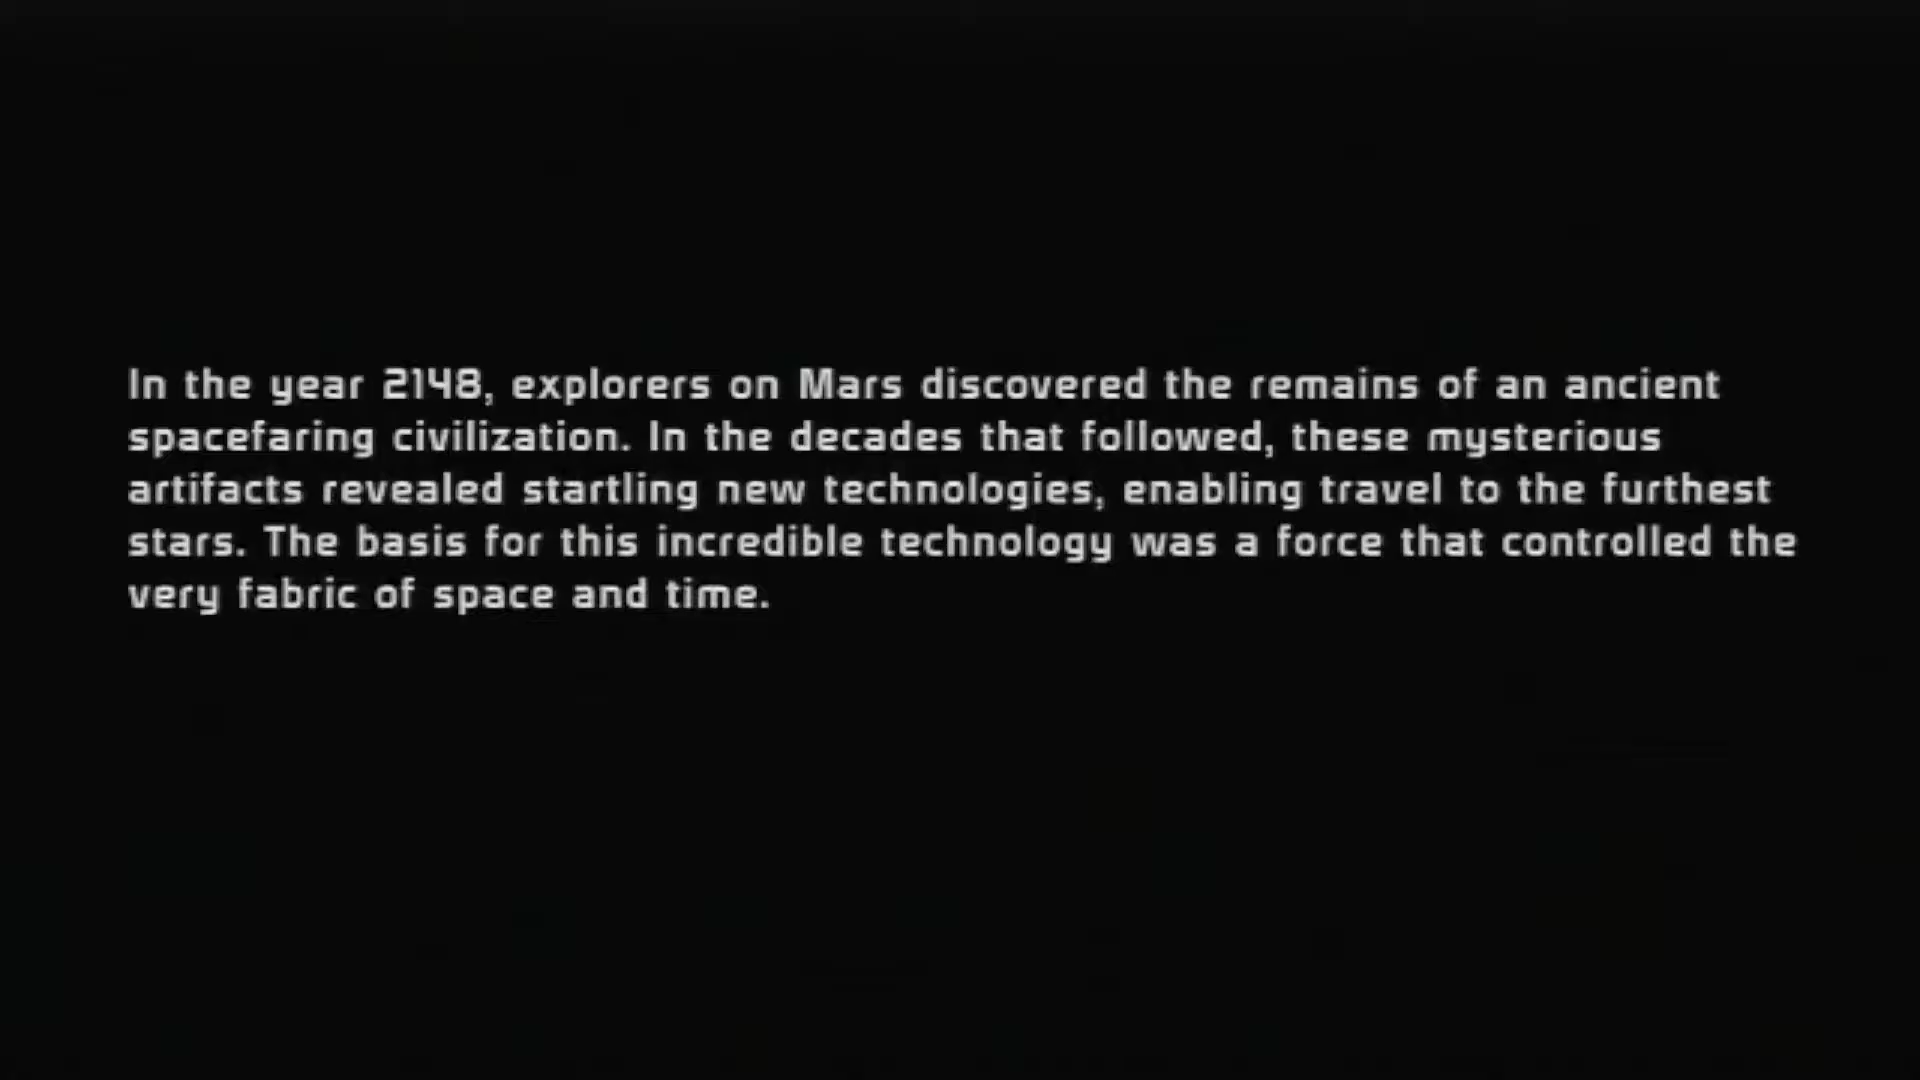 In the year 2148, explorers on Mars discovered the remains of an ancient
spacefaring civilization. In the decades that followed, these mysterious
artifacts revealed startling new technologies, enabling travel to the furthest
stars. The basis for this incredible technology was a force that controlled the
very fabric of space and time.